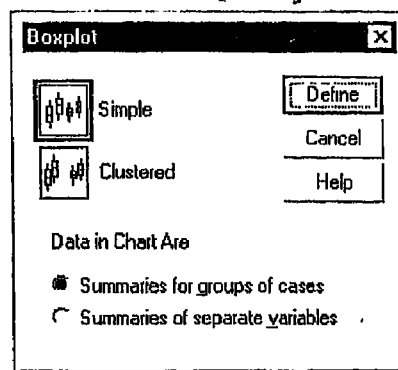 Boxplot
Simple
Clustered
Define
Cancel
Help
Data in Chart Are
Summaries for groups of cases
Summaries of separate variables